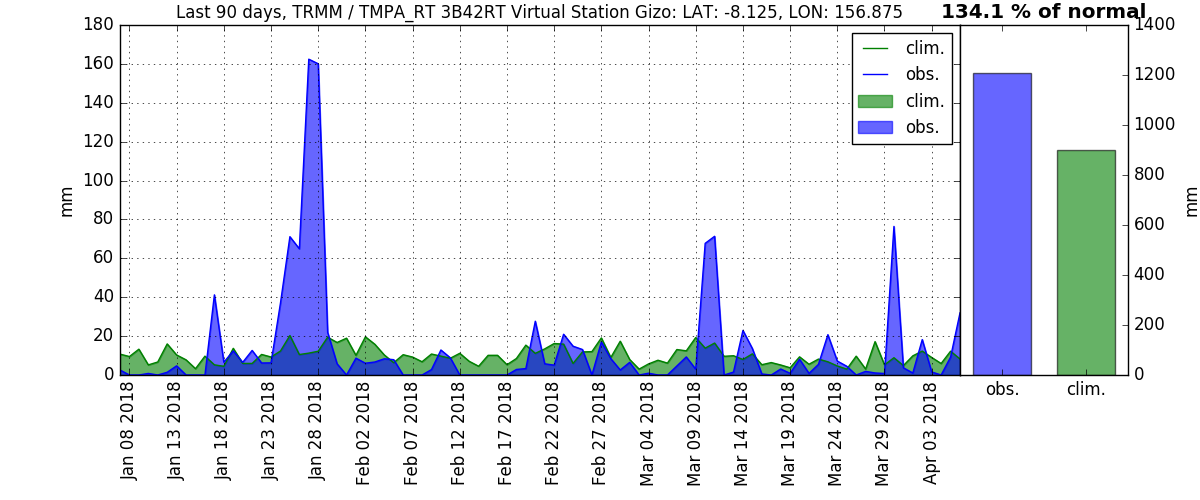 Last 90 days, TRMM / TMPA_RT 3B42RT Virtual Station Gizo: LAT: -8.125, LON: 156.875
134.1 % of normal
180
160
140
120
100
80
60
40
20
0
mm
clim.
obs.
clim.
obs.
Jan 08 2018
Jan 13 2018
Jan 18 2018
Jan 23 2018
Jan 28 2018
Feb 02 2018
Feb 07 2018
Feb 12 2018
Feb 17 2018
Feb 22 2018
Feb 27 2018
Mar 04 2018
Mar 09 2018
Mar 14 2018
Mar 19 2018
Mar 24 2018
Mar 29 2018
Apr 03 2018
1400
1200
1000
800
600
400
200
0
mm
obs.
clim.